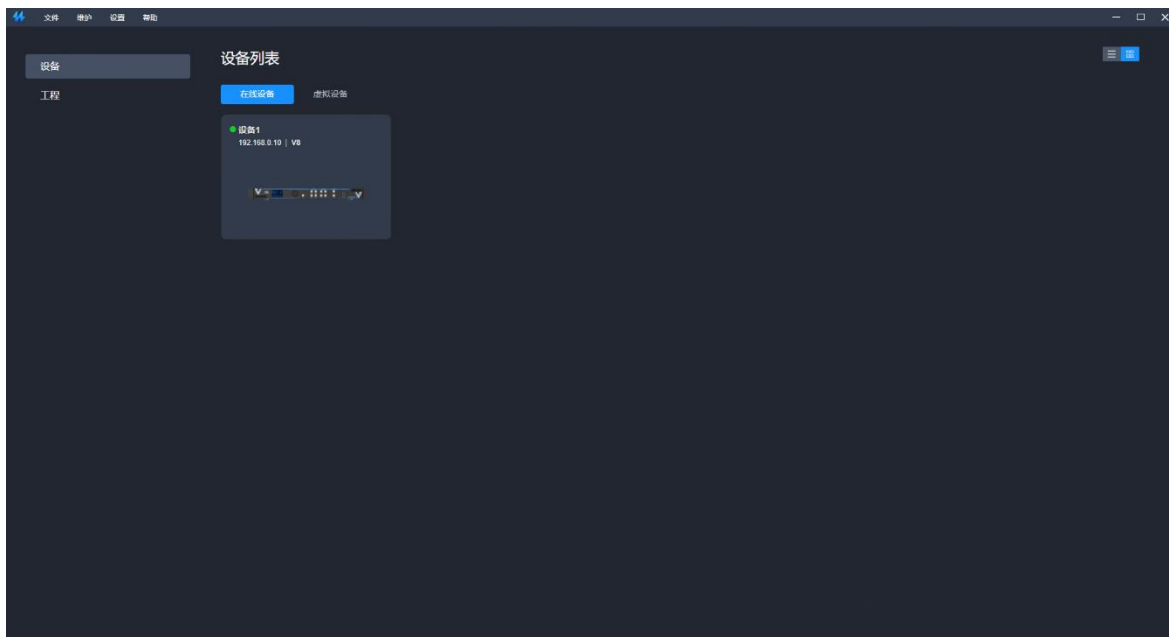 文件 维护 设置 帮助
设备
工程
设备列表
在线设备 虚拟设备
设备1
192.168.0.10 | V8